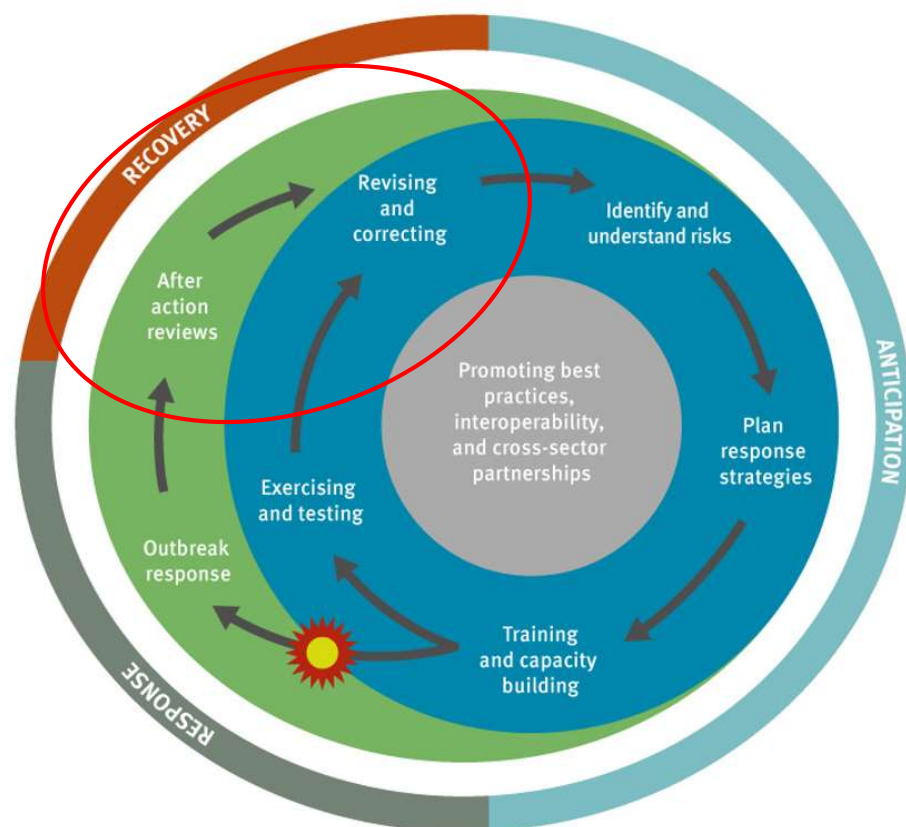 RECOVERY
Revising
and
correcting
Identify and
understand risks
After
action
reviews
ANTICIPATION
Promoting best
practices,
interoperability,
and cross-sector
partnerships
Plan
response
strategies
Exercising
and testing
Outbreak
response
Training
and capacity
building
RESPONSE